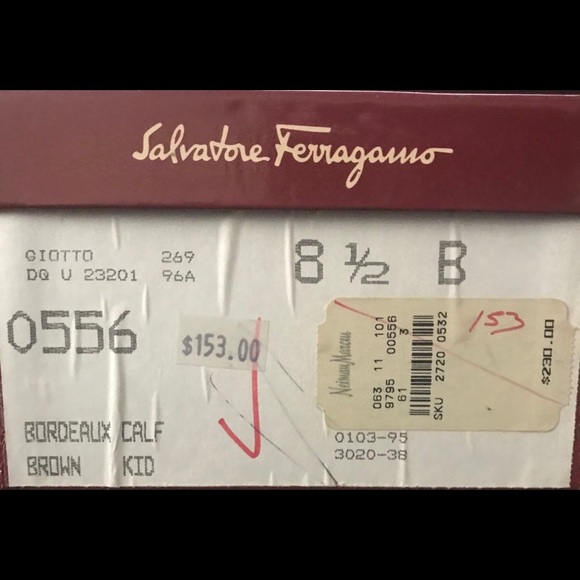 Salvatore Ferragamo
GIOTTO 269
DQ U 23201 96A
8 ½ B
0556
$153.00
BORDEAUX CALF
BROWN KID
0103-95
3020-38
Neiman Marcus
063 11 101
9795 00556
61 3
SKU 2720 0532
153
$230.00